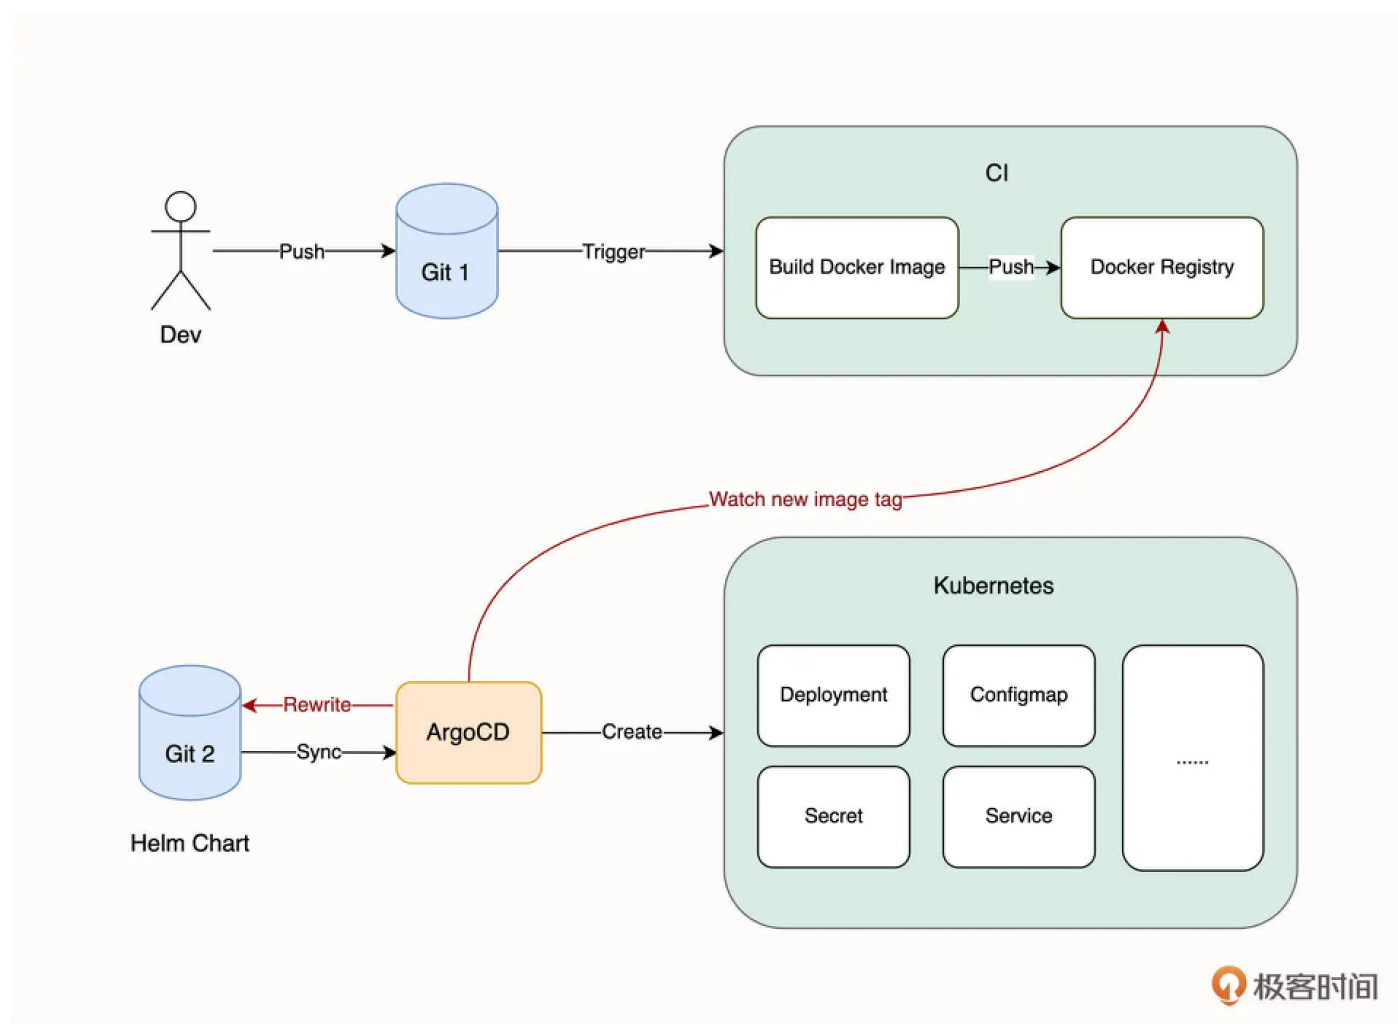 CI
Push
Git 1
Trigger
Build Docker Image
Push
Docker Registry
Dev
Watch new image tag
Kubernetes
Deployment
Configmap
Rewrite
Git 2
Sync
ArgoCD
Create
......
Secret
Service
Helm Chart
极客时间